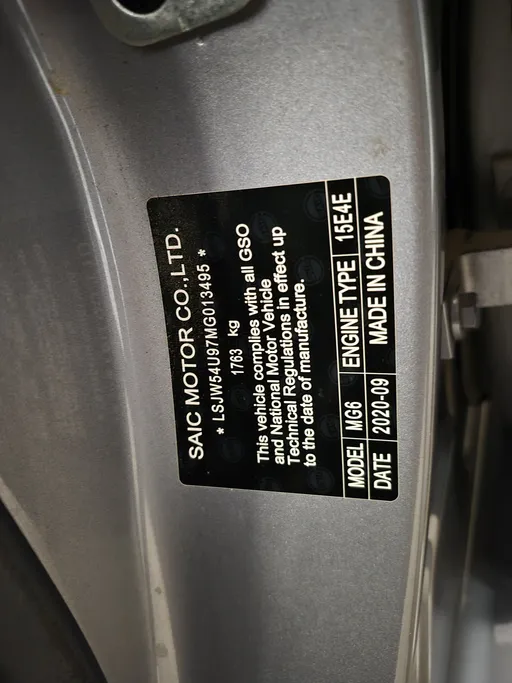 SAIC MOTOR CO.,LTD.
* LSJW54U97MG013495 *
1763 kg
This vehicle complies with all GSO
and National Motor Vehicle
Technical Regulations in effect up
to the date of manufacture.
MODEL MG6 ENGINE TYPE 15E4E
DATE 2020-09 MADE IN CHINA